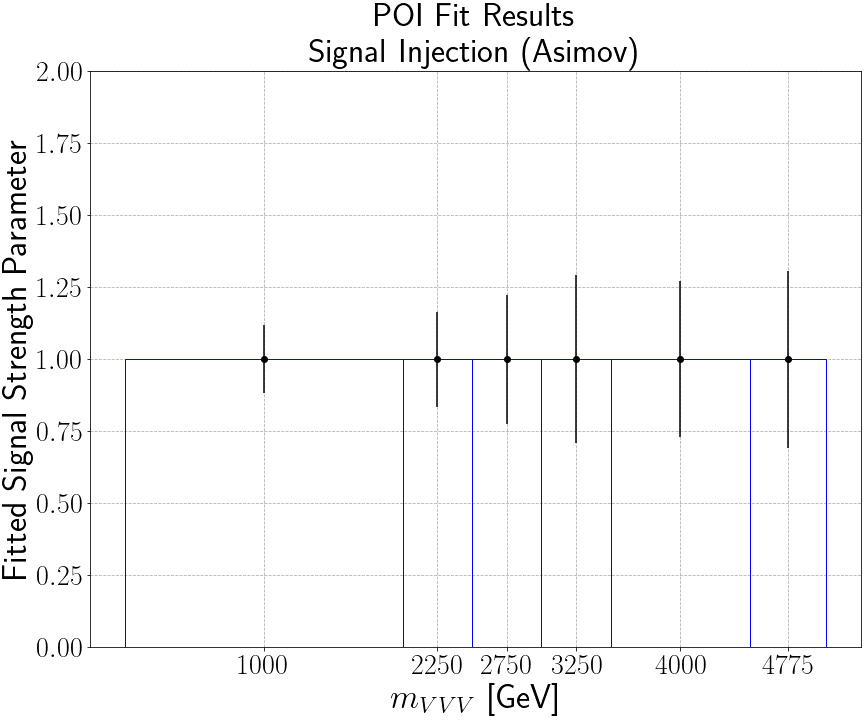 POI Fit Results
Signal Injection (Asimov)
Fitted Signal Strength Parameter
2.00
1.75
1.50
1.25
1.00
0.75
0.50
0.25
0.00
1000 2250 2750 3250 4000 4775
m_{VVV} [GeV]